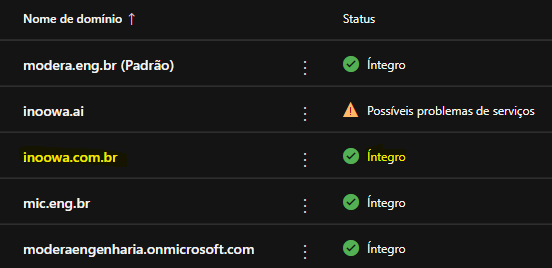 Nome de domínio ↑ Status
modera.eng.br (Padrão) Íntegro
inoowa.ai Possíveis problemas de serviços
inoowa.com.br Íntegro
mic.eng.br Íntegro
moderaengenharia.onmicrosoft.com Íntegro